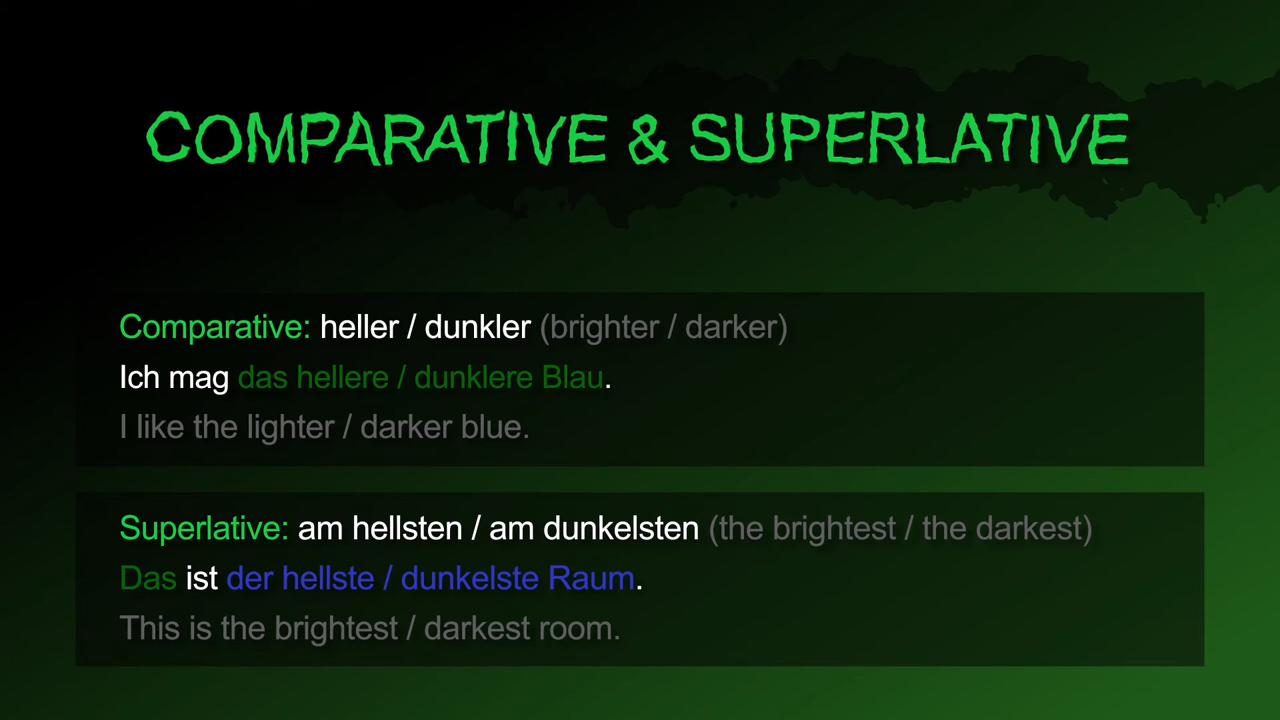 COMPARATIVE & SUPERLATIVE
Comparative: heller / dunkler (brighter / darker)
Ich mag das hellere / dunklere Blau.
I like the lighter / darker blue.
Superlative: am hellsten / am dunkelsten (the brightest / the darkest)
Das ist der hellste / dunkelste Raum.
This is the brightest / darkest room.